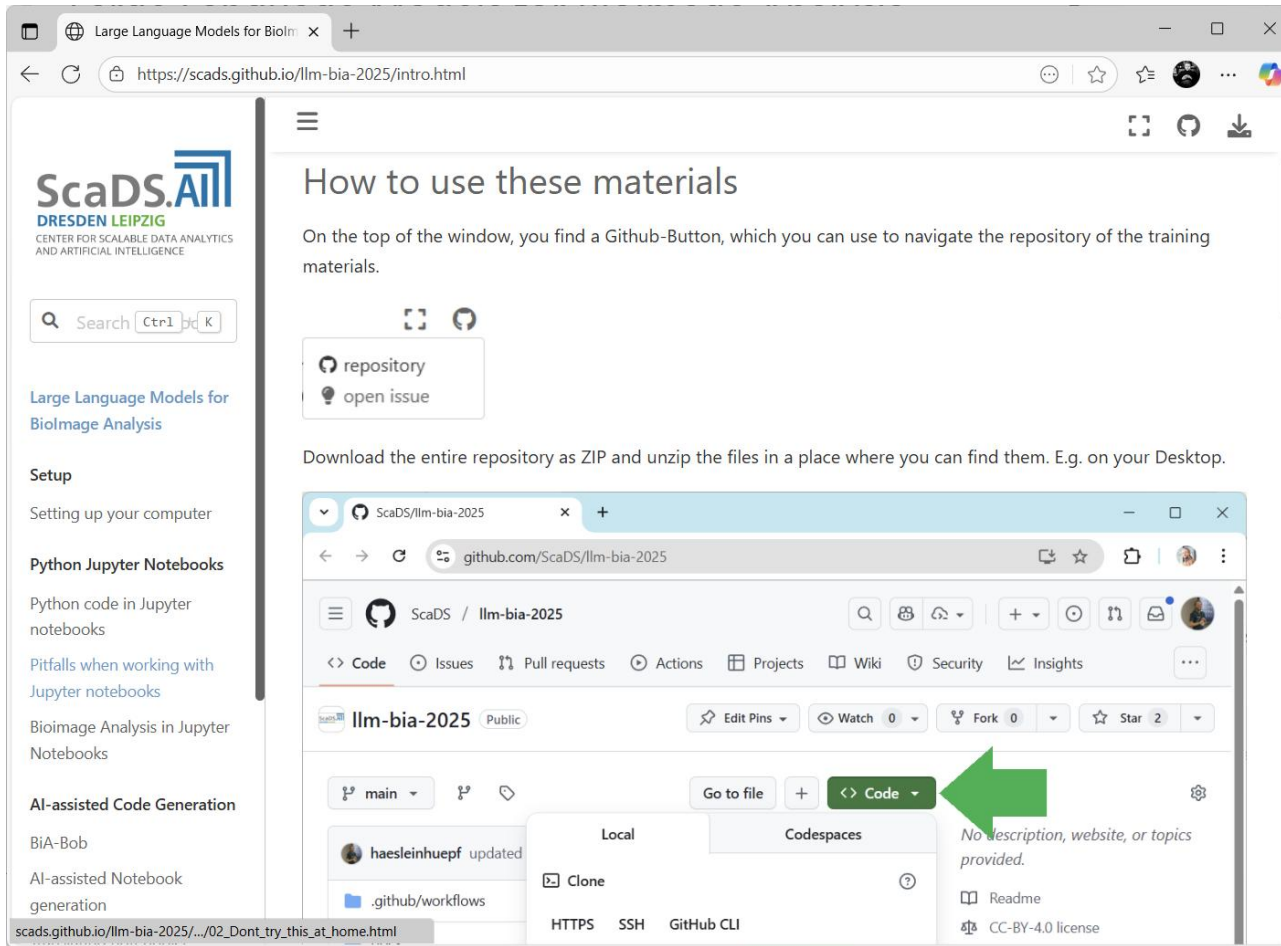 Large Language Models for BioIm
https://scads.github.io/llm-bia-2025/intro.html
ScaDS.AI
DRESDEN LEIPZIG
CENTER FOR SCALABLE DATA ANALYTICS
AND ARTIFICIAL INTELLIGENCE
Search Ctrl K
Large Language Models for
BioImage Analysis
Setup
Setting up your computer
Python Jupyter Notebooks
Python code in Jupyter
notebooks
Pitfalls when working with
Jupyter notebooks
Bioimage Analysis in Jupyter
Notebooks
AI-assisted Code Generation
BiA-Bob
AI-assisted Notebook
generation
scads.github.io/llm-bia-2025/.../02_Dont_try_this_at_home.html
How to use these materials
On the top of the window, you find a Github-Button, which you can use to navigate the repository of the training
materials.
repository
open issue
Download the entire repository as ZIP and unzip the files in a place where you can find them. E.g. on your Desktop.
ScaDS/llm-bia-2025
github.com/ScaDS/llm-bia-2025
ScaDS / llm-bia-2025
Code Issues Pull requests Actions Projects Wiki Security Insights
llm-bia-2025 Public Edit Pins Watch 0 Fork 0 Star 2
main Go to file Code
Local Codespaces
No description, website, or topics
provided.
haesleinhuepf updated
Clone
.github/workflows
Readme
HTTPS SSH GitHub CLI
CC-BY-4.0 license